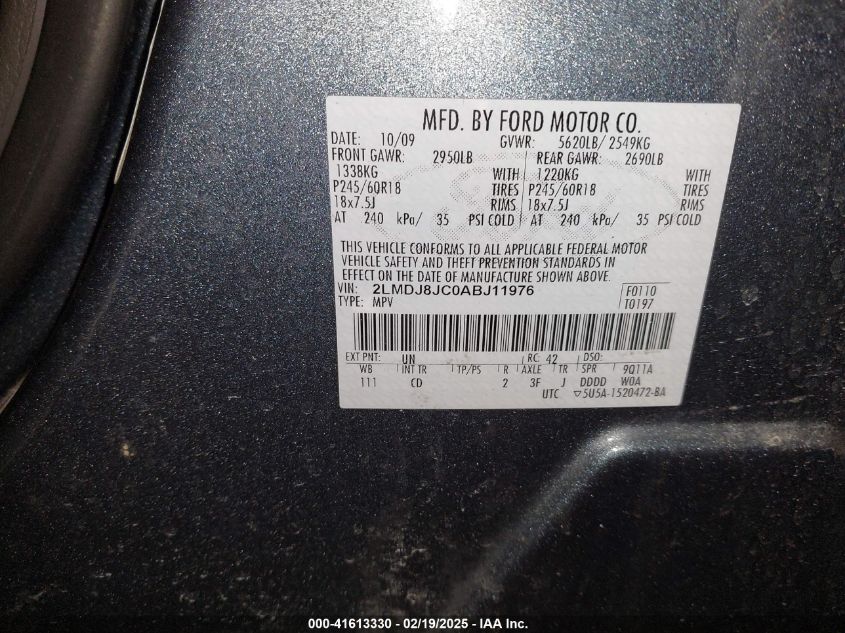 MFD. BY FORD MOTOR CO.
DATE: 10/09 GVWR: 5620LB/ 2549KG
FRONT GAWR: 2950LB REAR GAWR: 2690LB
1338KG WITH 1220KG WITH
P245/60R18 TIRES P245/60R18 TIRES
18x7.5J RIMS 18x7.5J RIMS
AT 240 kPa/ 35 PSI COLD AT 240 kPa/ 35 PSI COLD
THIS VEHICLE CONFORMS TO ALL APPLICABLE FEDERAL MOTOR
VEHICLE SAFETY AND THEFT PREVENTION STANDARDS IN
EFFECT ON THE DATE OF MANUFACTURE SHOWN ABOVE.
VIN: 2LMDJ8JC0ABJ11976 F0110
TYPE: MPV T0197
EXT PNT: UN RC: 42 DSO:
WB INT TR TP/PS R AXLE TR SPR 9Q11A
111 CD 2 3F J DDDD W0A
UTC ▽5U5A-1520472-BA
000-41613330 — 02/19/2025 — IAA Inc.